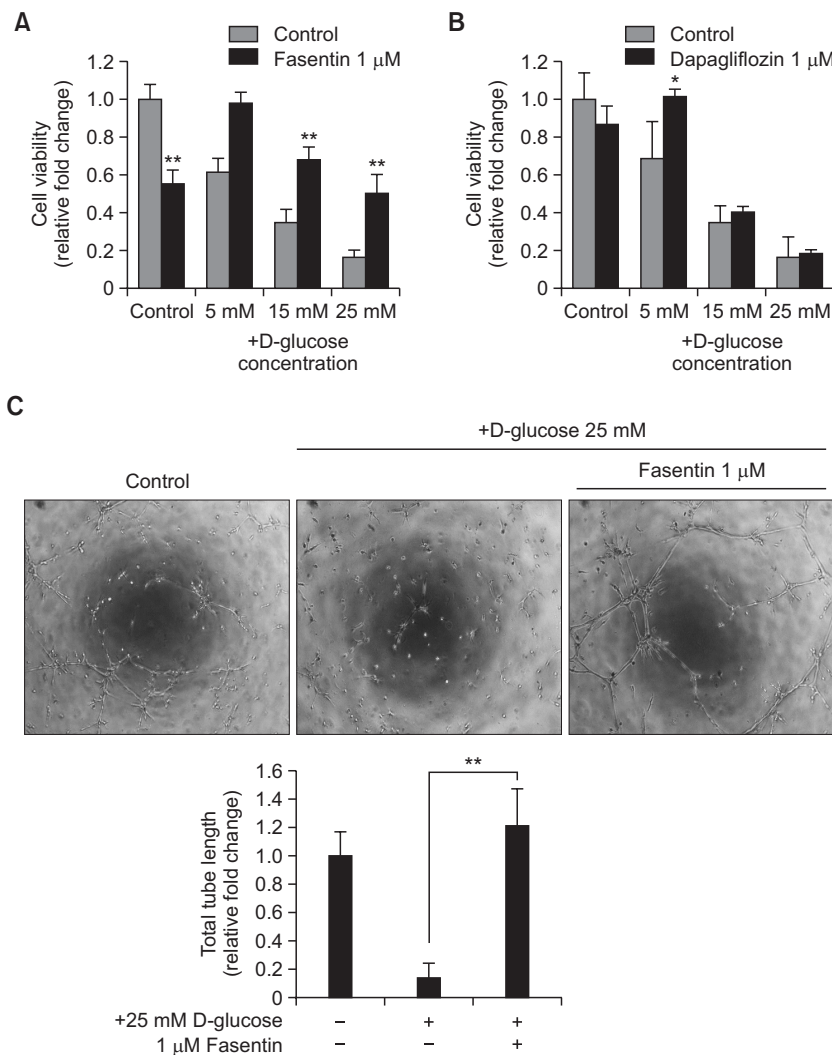 A
Control
Fasentin 1 μM
Cell viability
(relative fold change)
1.2
1.0
0.8
0.6
0.4
0.2
0
**
**
**
Control
5 mM
15 mM
25 mM
+D-glucose
concentration
B
Control
Dapagliflozin 1 μM
Cell viability
(relative fold change)
1.2
1.0
0.8
0.6
0.4
0.2
0
*
Control
5 mM
15 mM
25 mM
+D-glucose
concentration
C
+D-glucose 25 mM
Control
Fasentin 1 μM
Total tube length
(relative fold change)
1.6
1.4
1.2
1.0
0.8
0.6
0.4
0.2
0
**
+25 mM D-glucose − + +
1 μM Fasentin − − +